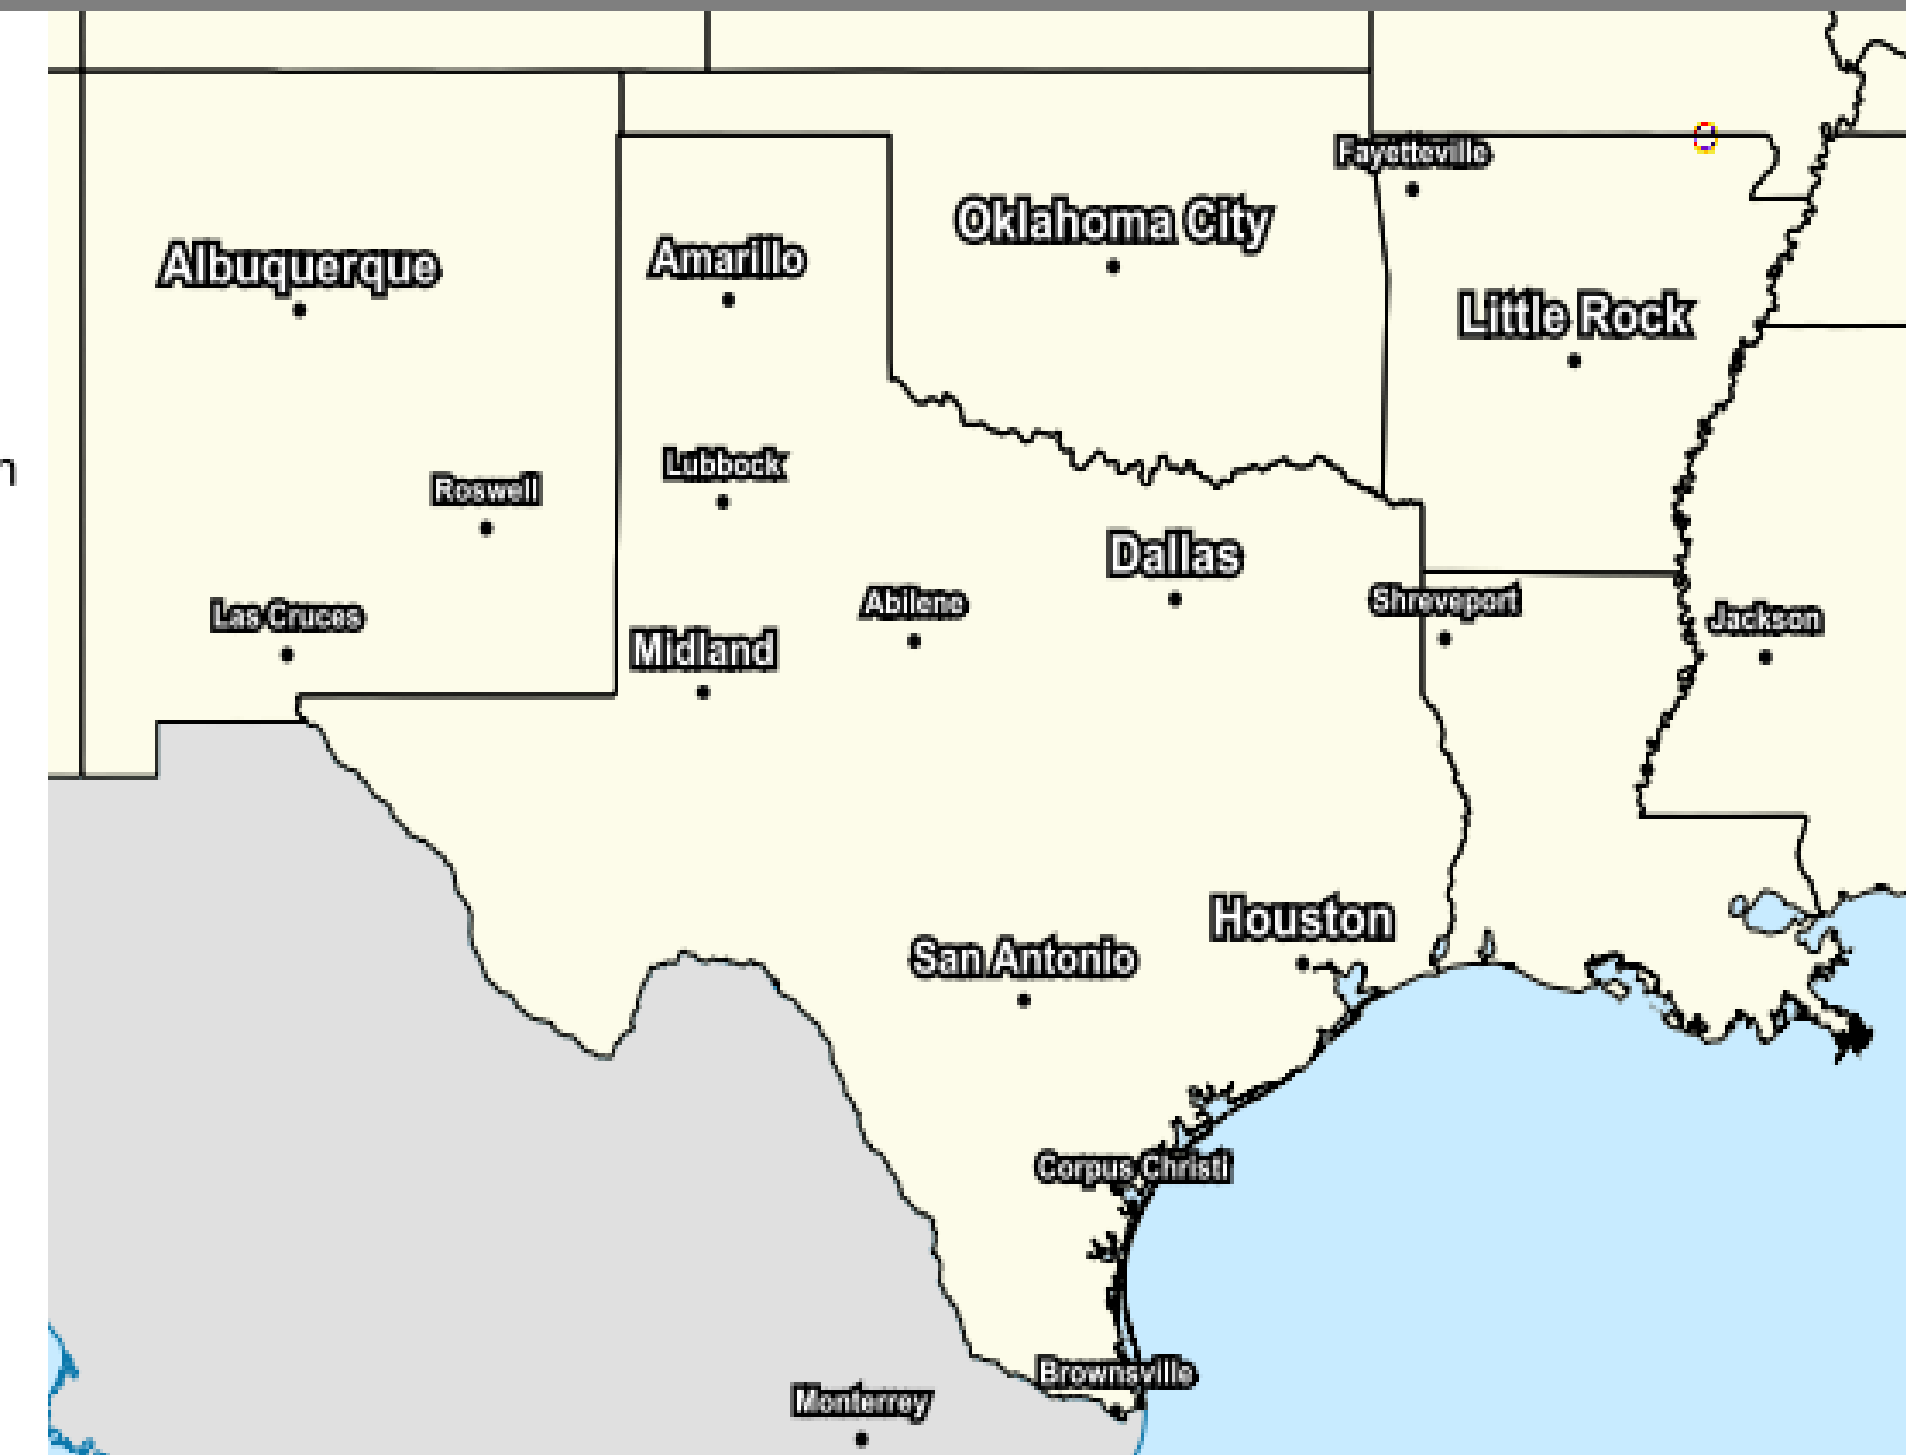 Fayetteville
Oklahoma City
Albuquerque
Amarillo
Little Rock
Lubbock
Roswell
Dallas
Abilene
Shreveport
Las Cruces
Jackson
Midland
Houston
San Antonio
Corpus Christi
Brownsville
Monterrey